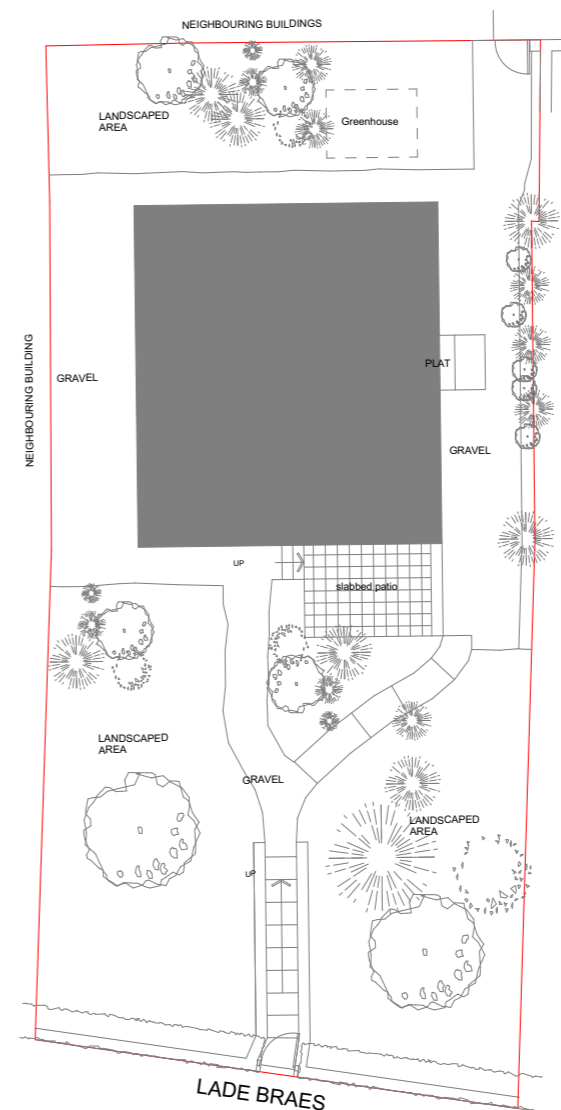 NEIGHBOURING BUILDINGS
LANDSCAPED
AREA
Greenhouse
NEIGHBOURING BUILDING
GRAVEL
PLAT
GRAVEL
UP
slabbed patio
LANDSCAPED
AREA
GRAVEL
LANDSCAPED
AREA
UP
LADE BRAES